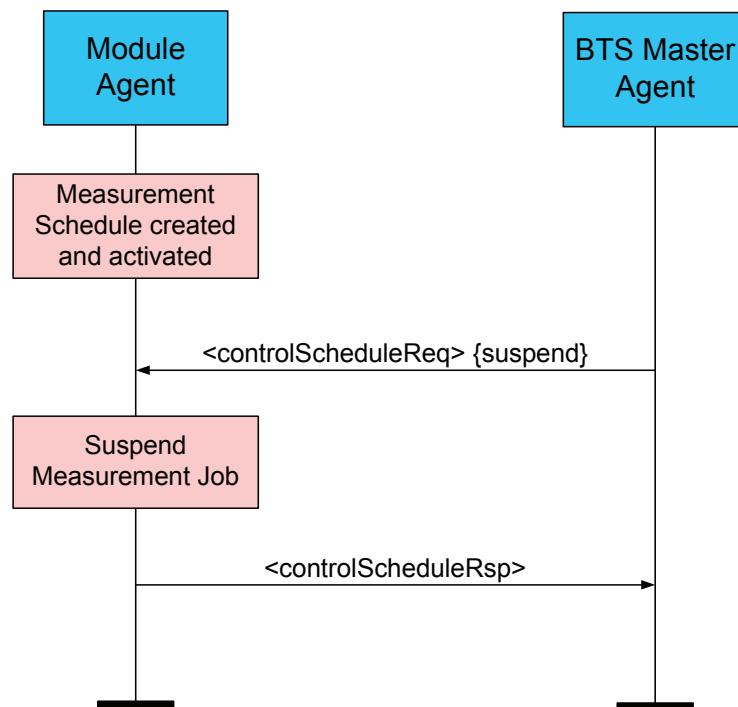 Module
Agent
BTS Master
Agent
Measurement
Schedule created
and activated
<controlScheduleReq> {suspend}
Suspend
Measurement Job
<controlScheduleRsp>